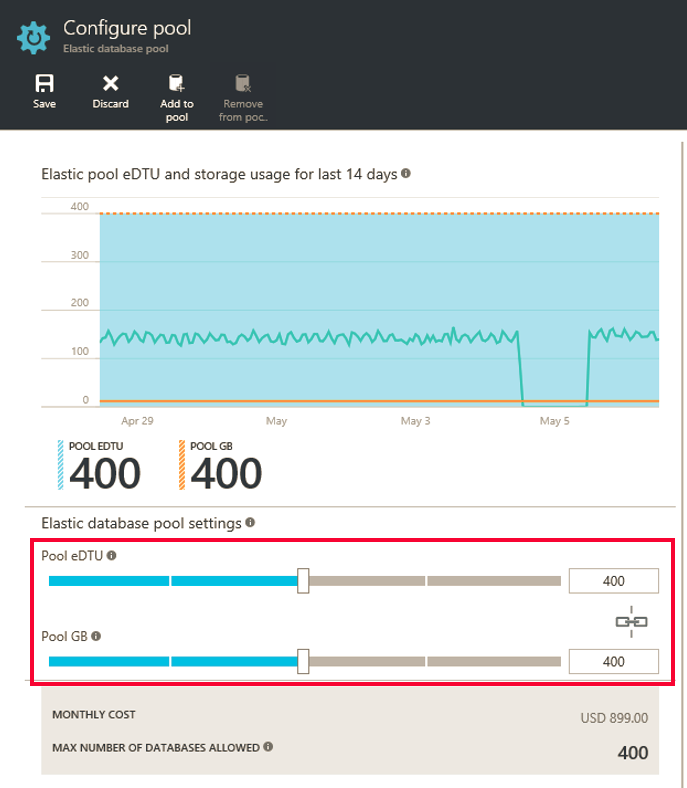 Configure pool
Elastic database pool
Save
Discard
Add to
pool
Remove
from poc..
Elastic pool eDTU and storage usage for last 14 days
400
300
200
100
0
Apr 29
May
May 3
May 5
POOL EDTU
400
POOL GB
400
Elastic database pool settings
Pool eDTU
400
Pool GB
400
MONTHLY COST
USD 899.00
MAX NUMBER OF DATABASES ALLOWED
400